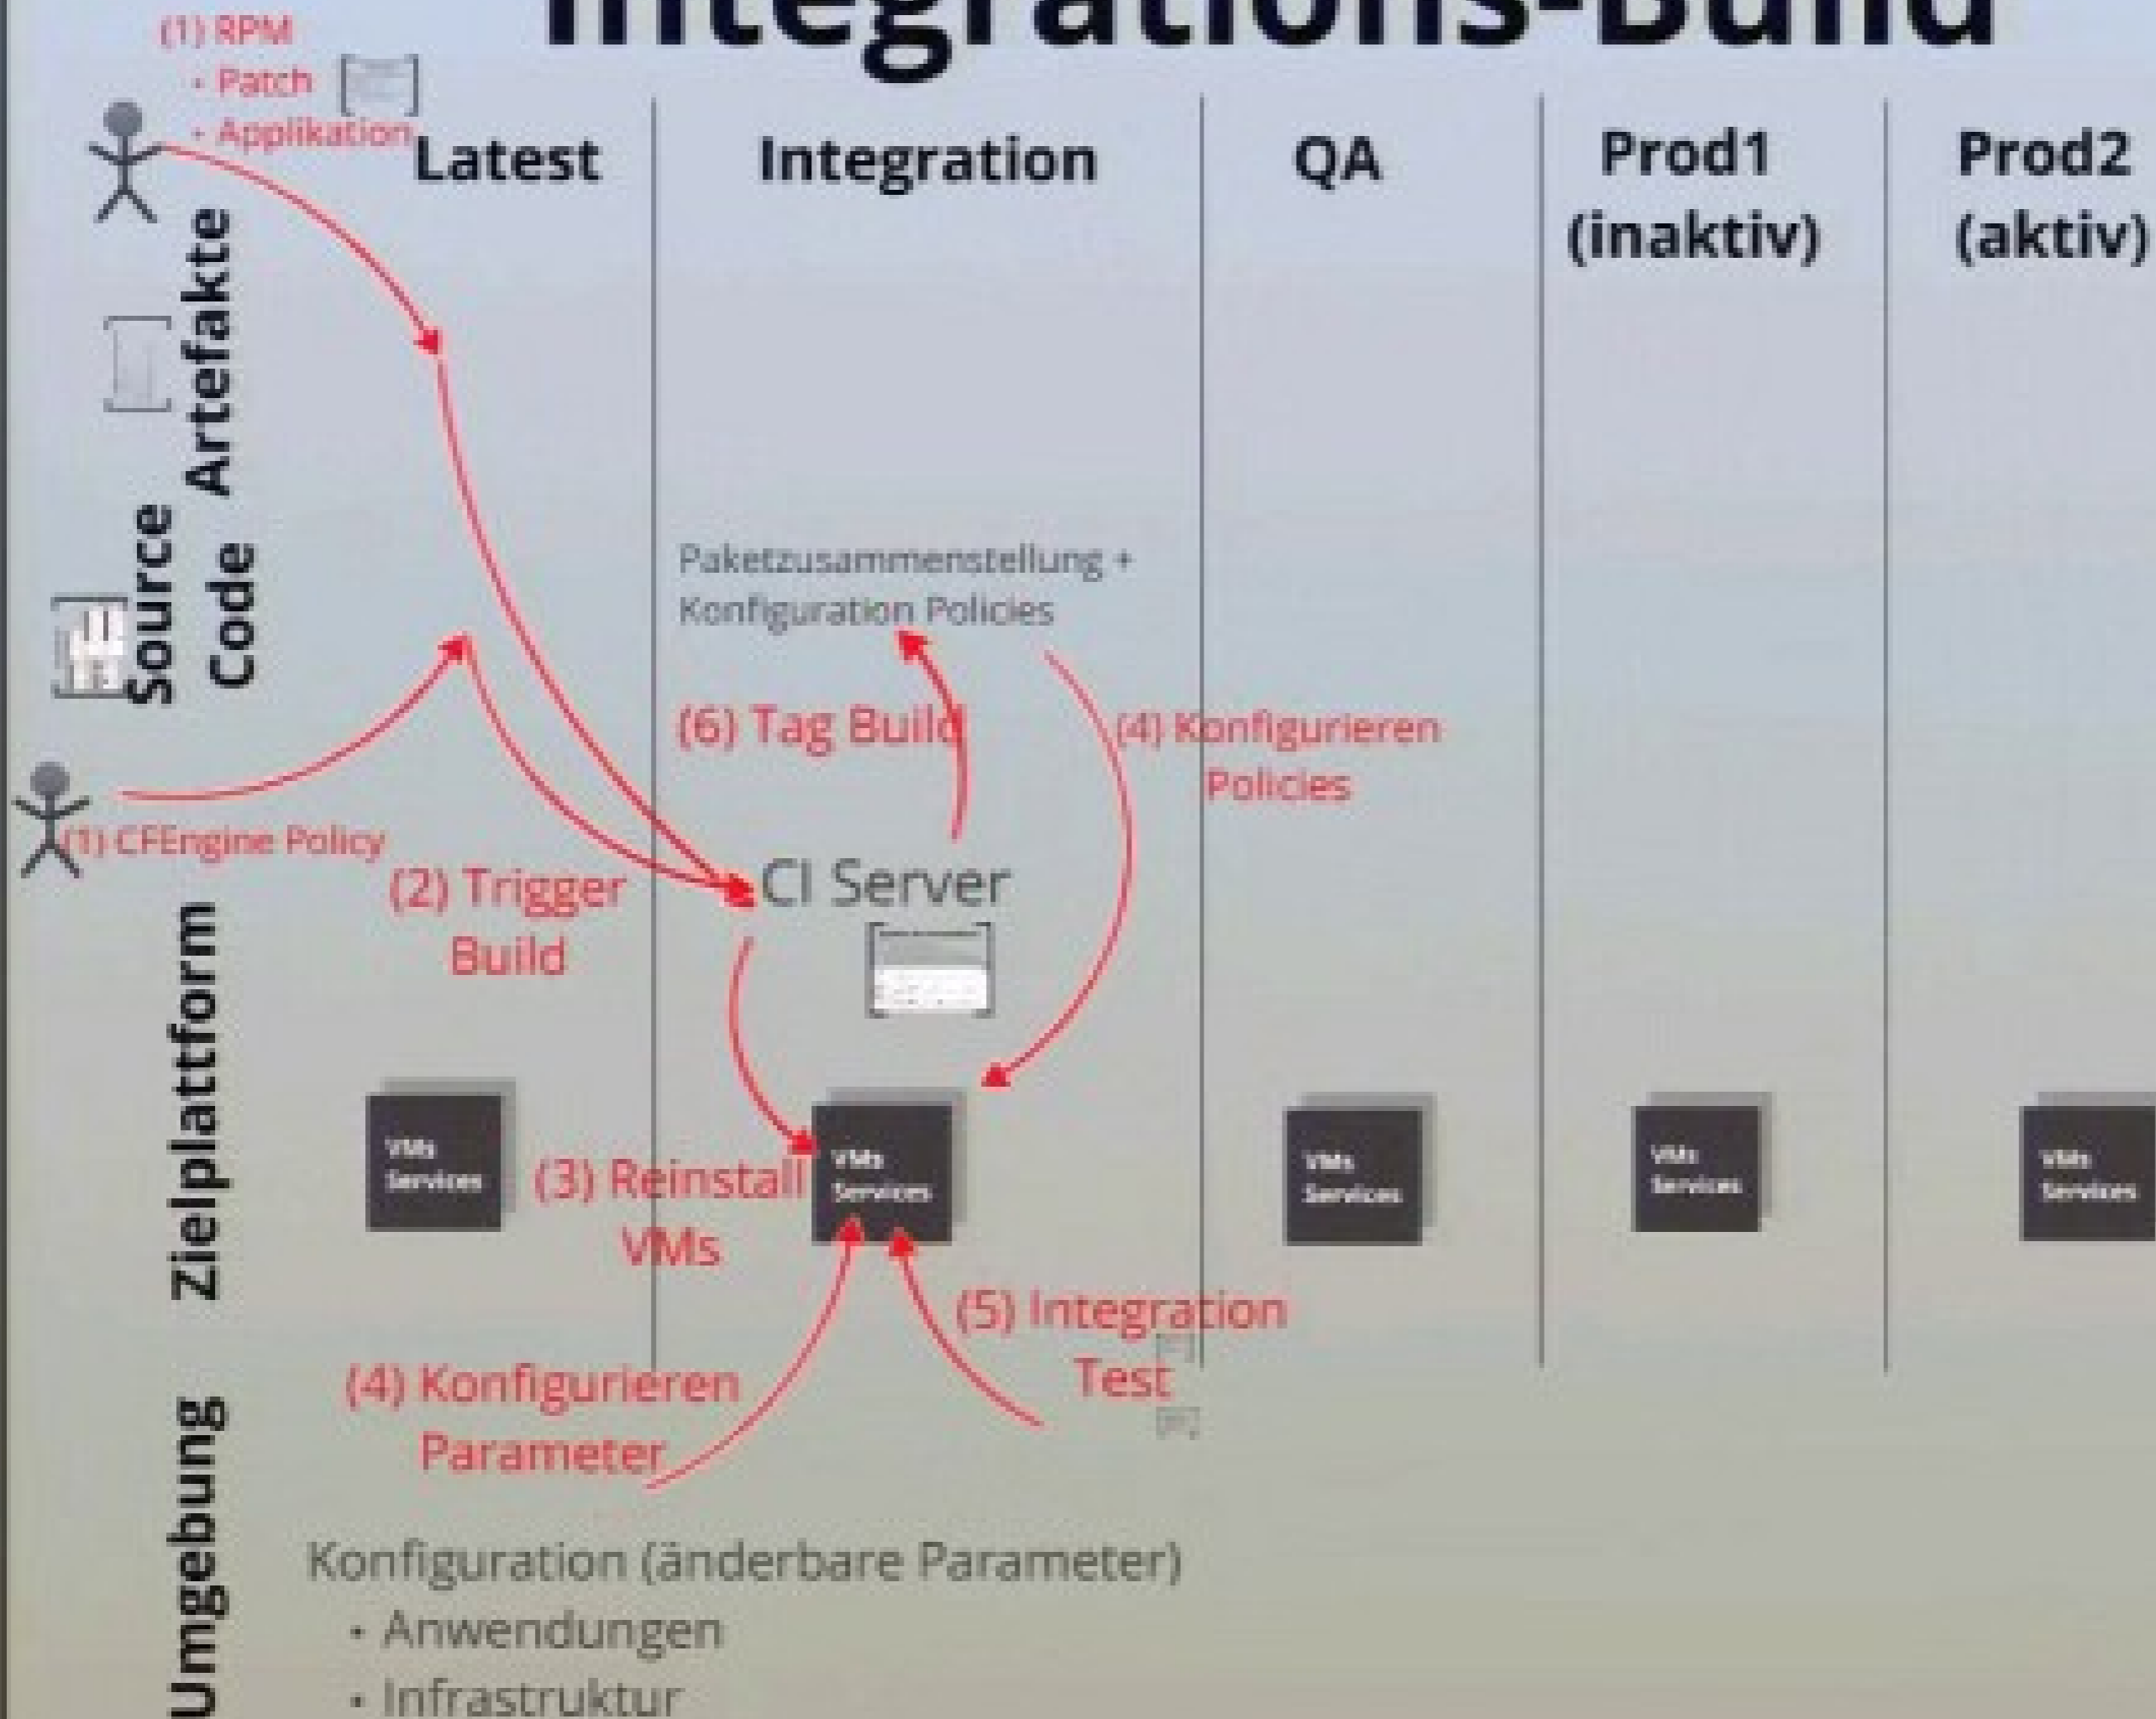 Integrations-Build
(1) RPM
• Patch
• Applikation
Latest
Integration
QA
Prod1
(inaktiv)
Prod2
(aktiv)
Artefakte
Source
Code
Paketzusammenstellung +
Konfiguration Policies
(6) Tag Build
(4) Konfigurieren
Policies
(1) CFEngine Policy
(2) Trigger
Build
CI Server
Zielplattform
VMs
Services
(3) Reinstall
VMs
VMs
Services
VMs
Services
VMs
Services
VMs
Services
(5) Integration
Test
(4) Konfigurieren
Parameter
Umgebung
Konfiguration (änderbare Parameter)
• Anwendungen
• Infrastruktur